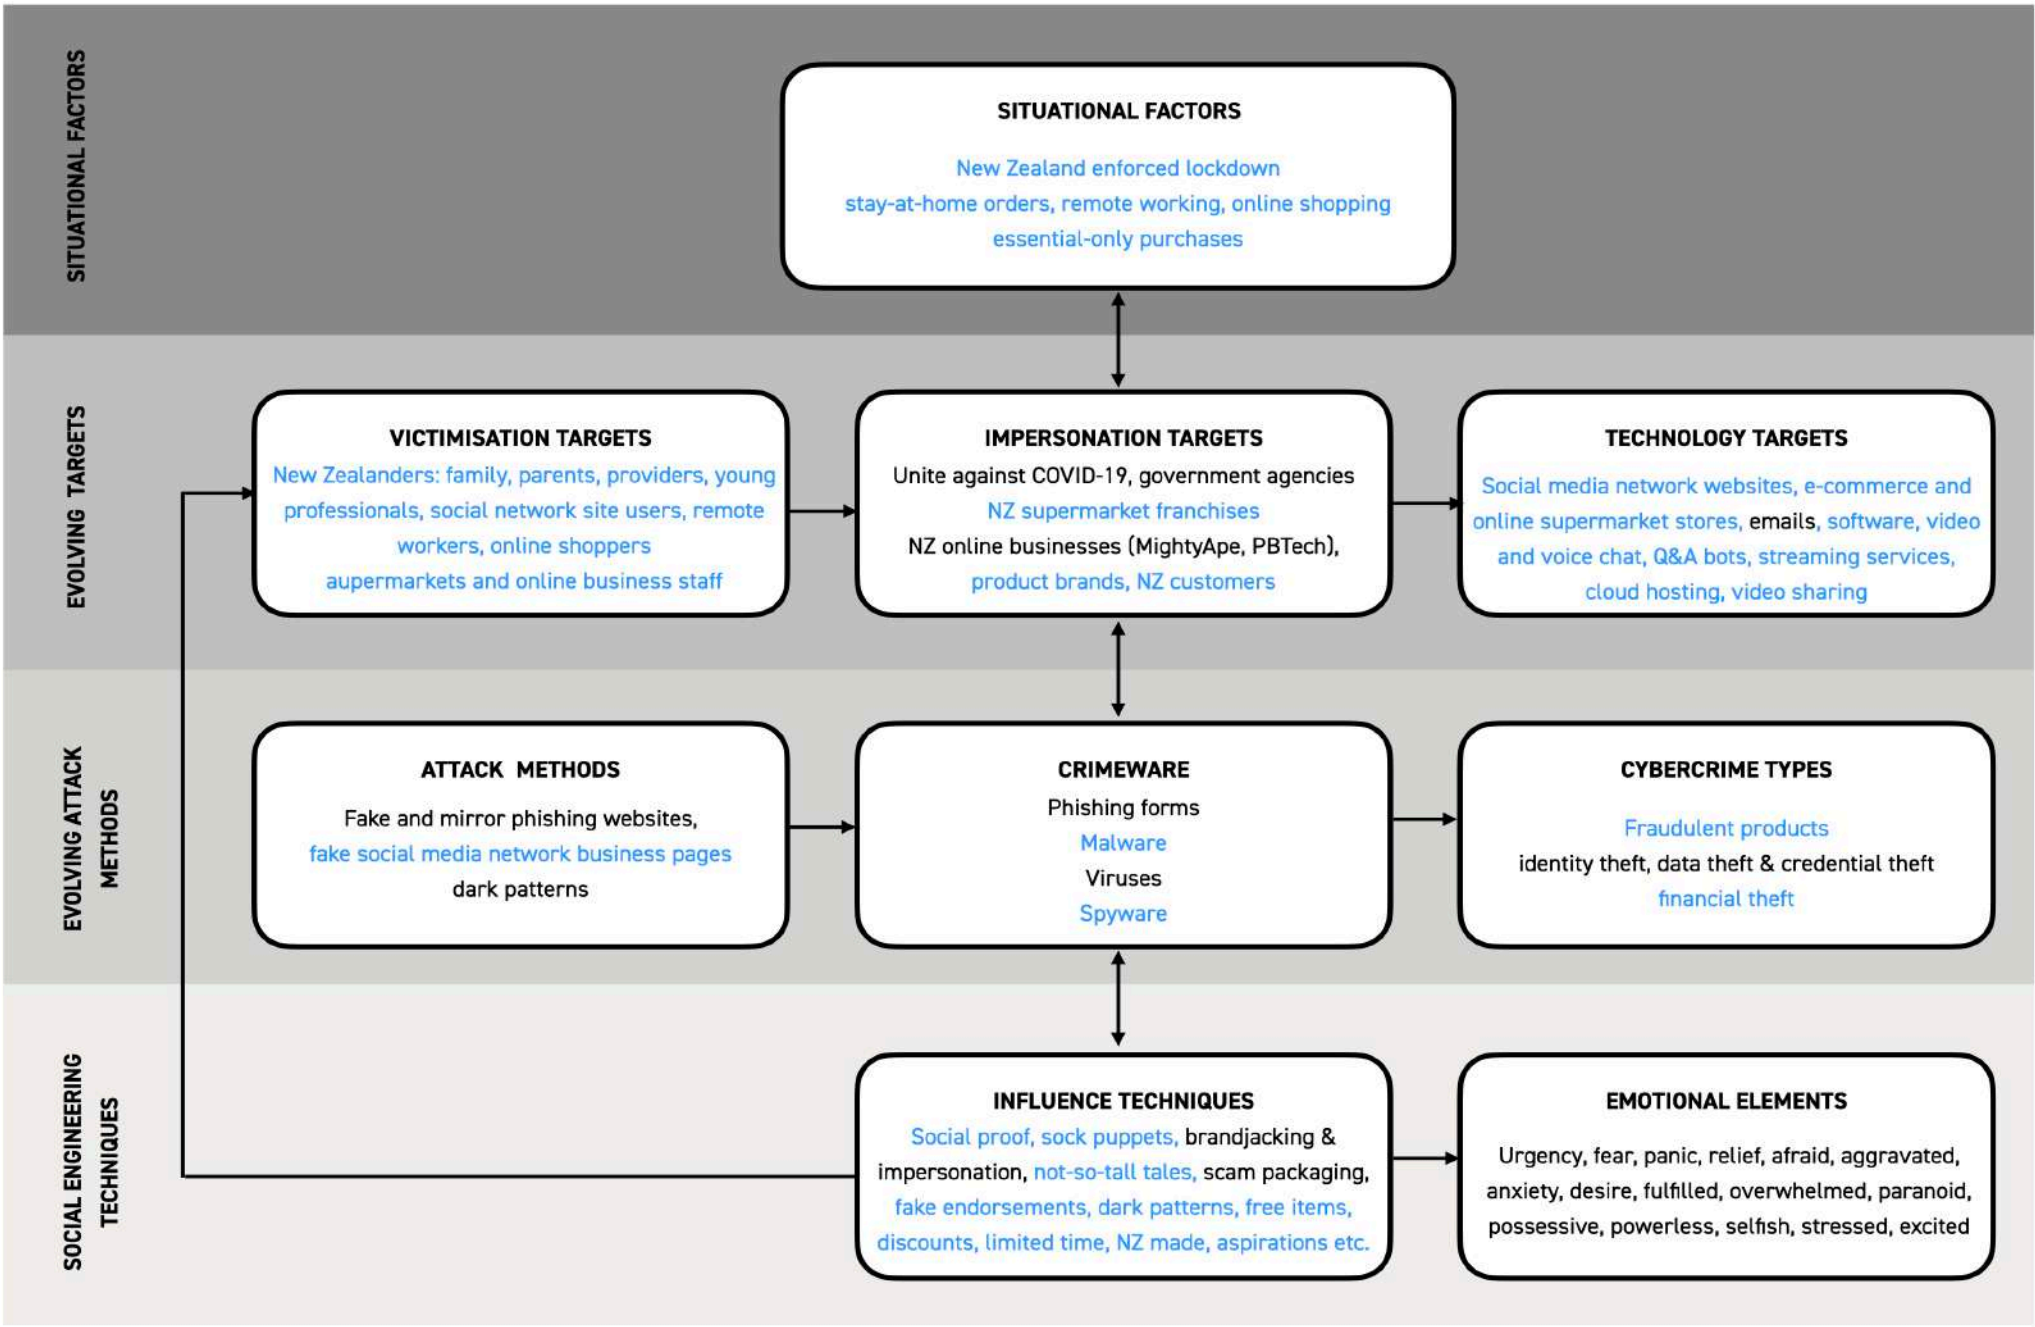 SITUATIONAL FACTORS
SITUATIONAL FACTORS
New Zealand enforced lockdown
stay-at-home orders, remote working, online shopping
essential-only purchases
EVOLVING TARGETS
VICTIMISATION TARGETS
New Zealanders: family, parents, providers, young
professionals, social network site users, remote
workers, online shoppers
aupermarkets and online business staff
IMPERSONATION TARGETS
Unite against COVID-19, government agencies
NZ supermarket franchises
NZ online businesses (MightyApe, PBTech),
product brands, NZ customers
TECHNOLOGY TARGETS
Social media network websites, e-commerce and
online supermarket stores, emails, software, video
and voice chat, Q&A bots, streaming services,
cloud hosting, video sharing
EVOLVING ATTACK
METHODS
ATTACK METHODS
Fake and mirror phishing websites,
fake social media network business pages
dark patterns
CRIMEWARE
Phishing forms
Malware
Viruses
Spyware
CYBERCRIME TYPES
Fraudulent products
identity theft, data theft & credential theft
financial theft
SOCIAL ENGINEERING
TECHNIQUES
INFLUENCE TECHNIQUES
Social proof, sock puppets, brandjacking &
impersonation, not-so-tall tales, scam packaging,
fake endorsements, dark patterns, free items,
discounts, limited time, NZ made, aspirations etc.
EMOTIONAL ELEMENTS
Urgency, fear, panic, relief, afraid, aggravated,
anxiety, desire, fulfilled, overwhelmed, paranoid,
possessive, powerless, selfish, stressed, excited